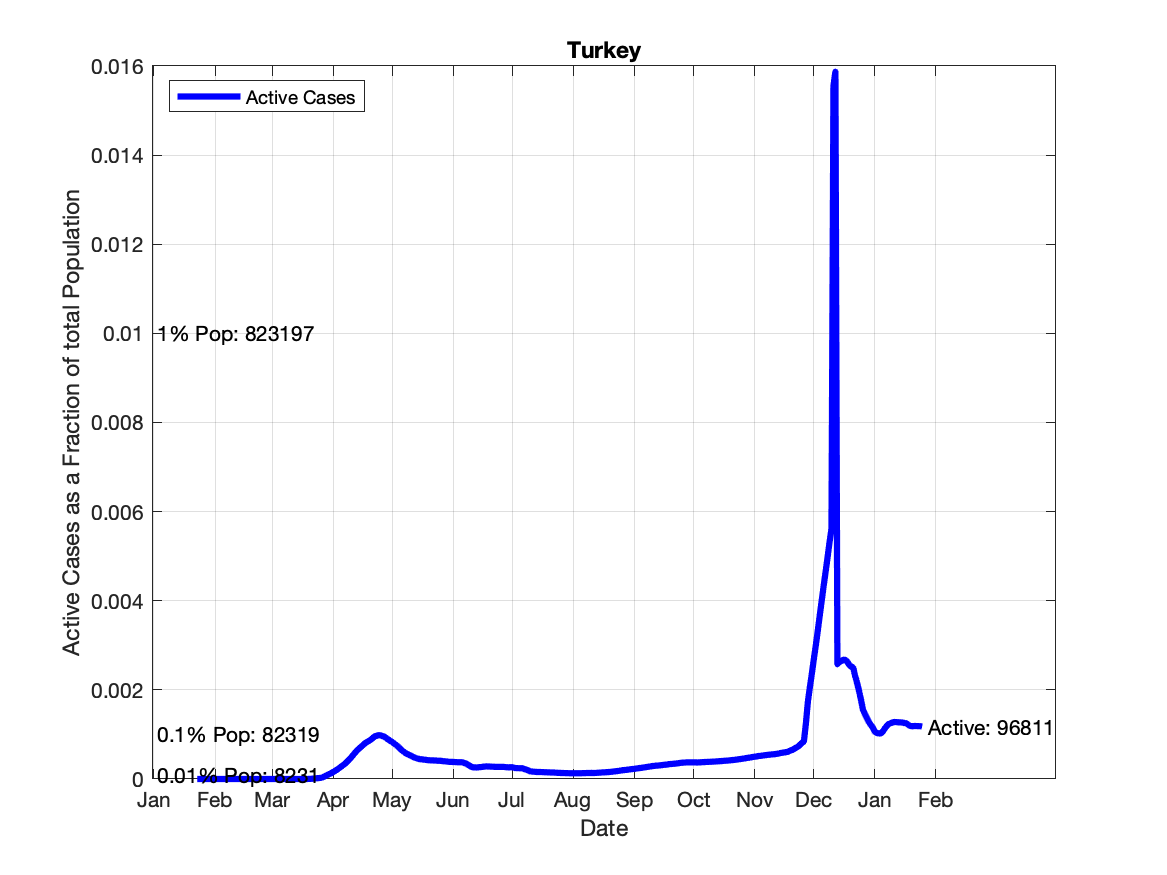 Turkey
Active Cases
Active Cases as a Fraction of total Population
0.016
0.014
0.012
0.01
0.008
0.006
0.004
0.002
0
1% Pop: 823197
0.1% Pop: 82319
0.01% Pop: 8231
Active: 96811
Jan Feb Mar Apr May Jun Jul Aug Sep Oct Nov Dec Jan Feb
Date